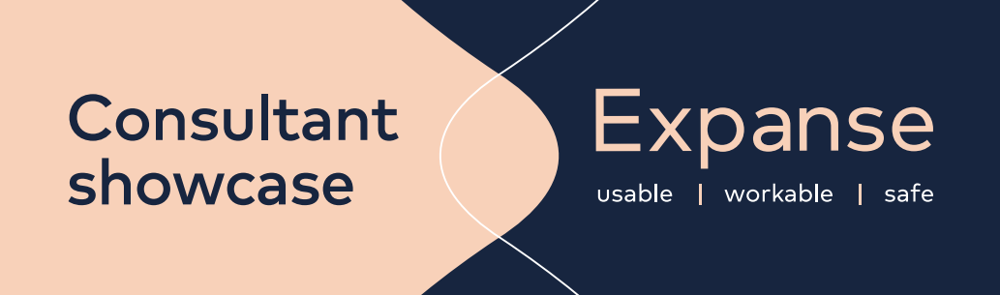 Consultant
showcase
Expanse
usable | workable | safe